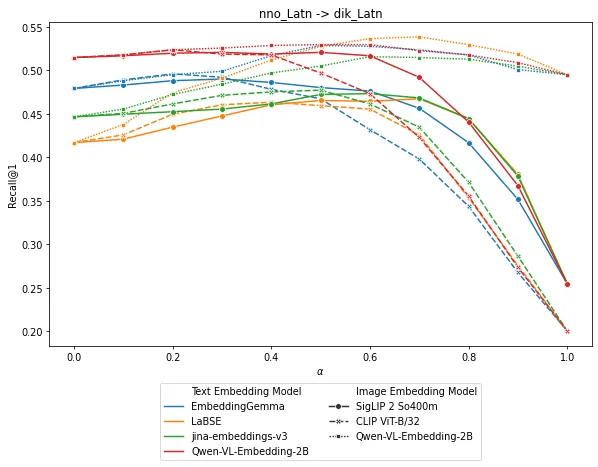 nno_Latn -> dik_Latn
Recall@1
0.55
0.50
0.45
0.40
0.35
0.30
0.25
0.20
0.0 0.2 0.4 0.6 0.8 1.0
α
Text Embedding Model
EmbeddingGemma
LaBSE
jina-embeddings-v3
Qwen-VL-Embedding-2B
Image Embedding Model
SigLIP 2 So400m
CLIP ViT-B/32
Qwen-VL-Embedding-2B